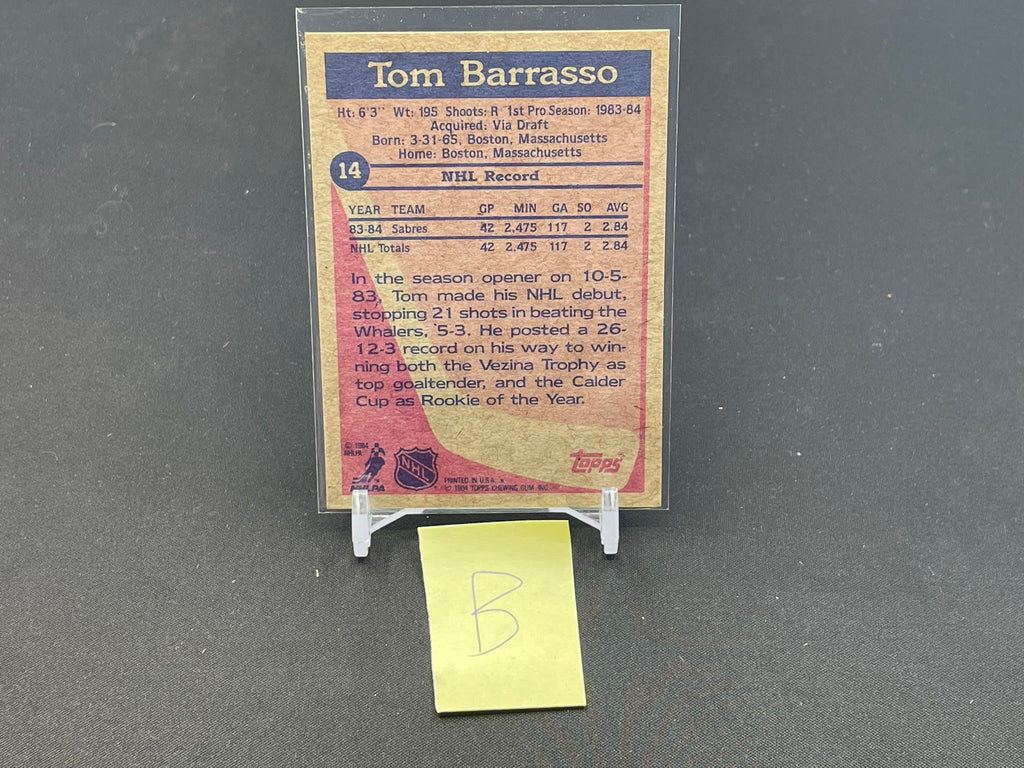 Tom Barrasso
Ht: 6'3" Wt: 195 Shoots: R 1st Pro Season: 1983-84
Acquired: Via Draft
Born: 3-31-65, Boston, Massachusetts
Home: Boston, Massachusetts
14
NHL Record
YEAR TEAM GP MIN GA SO AVG
83-84 Sabres 42 2,475 117 2 2.84
NHL Totals 42 2,475 117 2 2.84
In the season opener on 10-5-
83, Tom made his NHL debut,
stopping 21 shots in beating the
Whalers, 5-3. He posted a 26-
12-3 record on his way to win-
ning both the Vezina Trophy as
top goaltender, and the Calder
Cup as Rookie of the Year.
© 1984
NHLPA
NHLPA
NHL
PRINTED IN U.S.A.
© 1984 TOPPS CHEWING GUM, INC.
topps
B